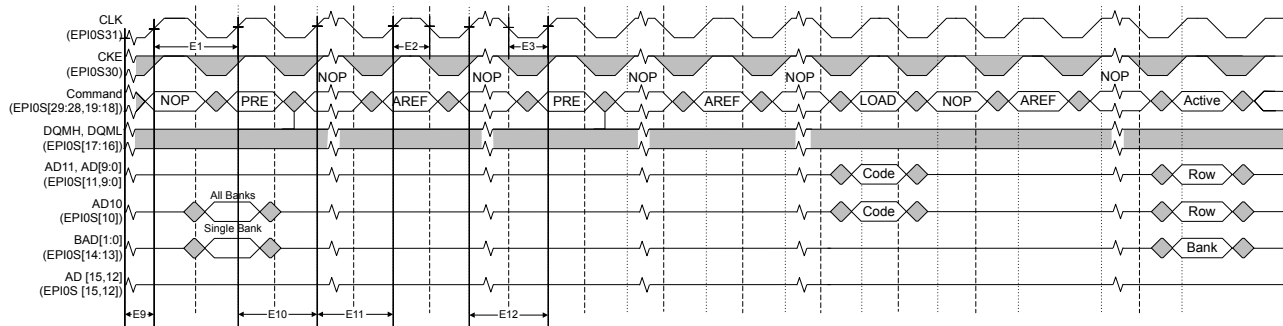 CLK
(EPI0S31)
E1
E2
E3
CKE
(EPI0S30)
NOP
NOP
NOP
NOP
NOP
Command
(EPI0S[29:28,19:18])
NOP
PRE
AREF
PRE
AREF
LOAD
NOP
AREF
Active
DQMH, DQML
(EPI0S[17:16])
AD11, AD[9:0]
(EPI0S[11,9:0]
Code
Row
All Banks
AD10
(EPI0S[10])
Code
Row
Single Bank
BAD[1:0]
(EPI0S[14:13])
Bank
AD [15,12]
(EPI0S [15,12])
E9
E10
E11
E12